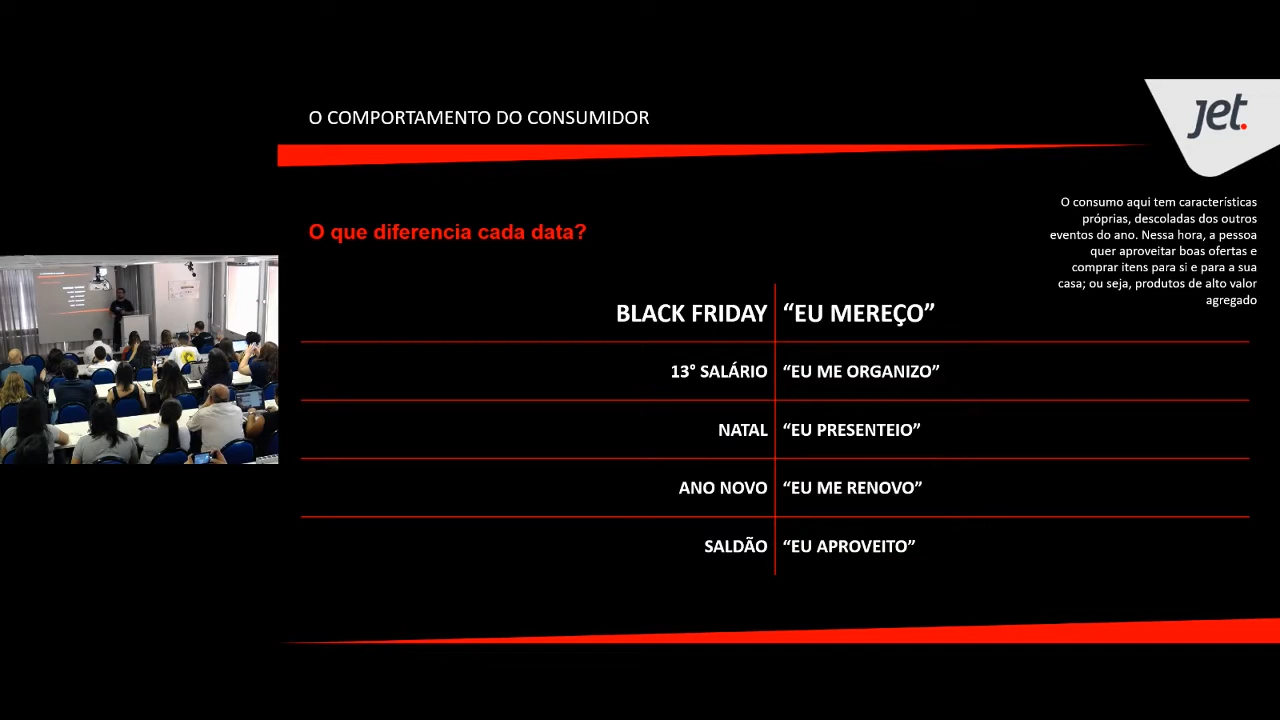 O COMPORTAMENTO DO CONSUMIDOR
jet.
O consumo aqui tem características
próprias, descoladas dos outros
eventos do ano. Nessa hora, a pessoa
quer aproveitar boas ofertas e
comprar itens para si e para a sua
casa; ou seja, produtos de alto valor
agregado
O que diferencia cada data?
BLACK FRIDAY “EU MEREÇO”
13° SALÁRIO “EU ME ORGANIZO”
NATAL “EU PRESENTEIO”
ANO NOVO “EU ME RENOVO”
SALDÃO “EU APROVEITO”